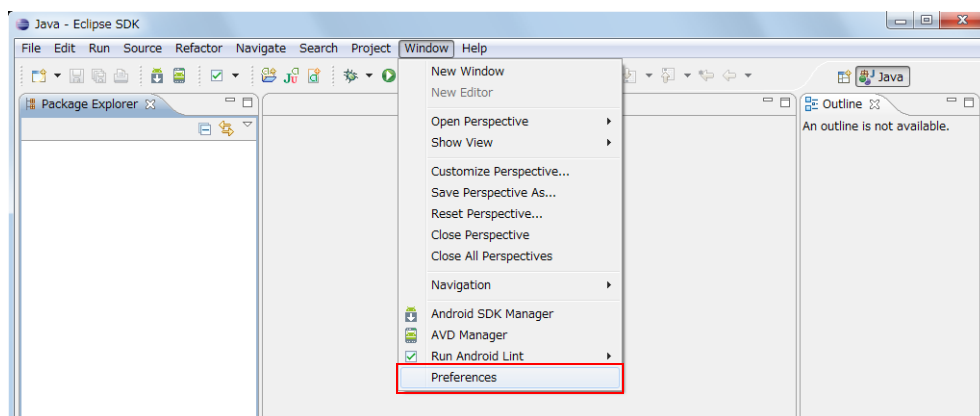 Java - Eclipse SDK
File Edit Run Source Refactor Navigate Search Project Window Help
Java
Package Explorer
Outline
An outline is not available.
New Window
New Editor
Open Perspective
Show View
Customize Perspective...
Save Perspective As...
Reset Perspective...
Close Perspective
Close All Perspectives
Navigation
Android SDK Manager
AVD Manager
Run Android Lint
Preferences